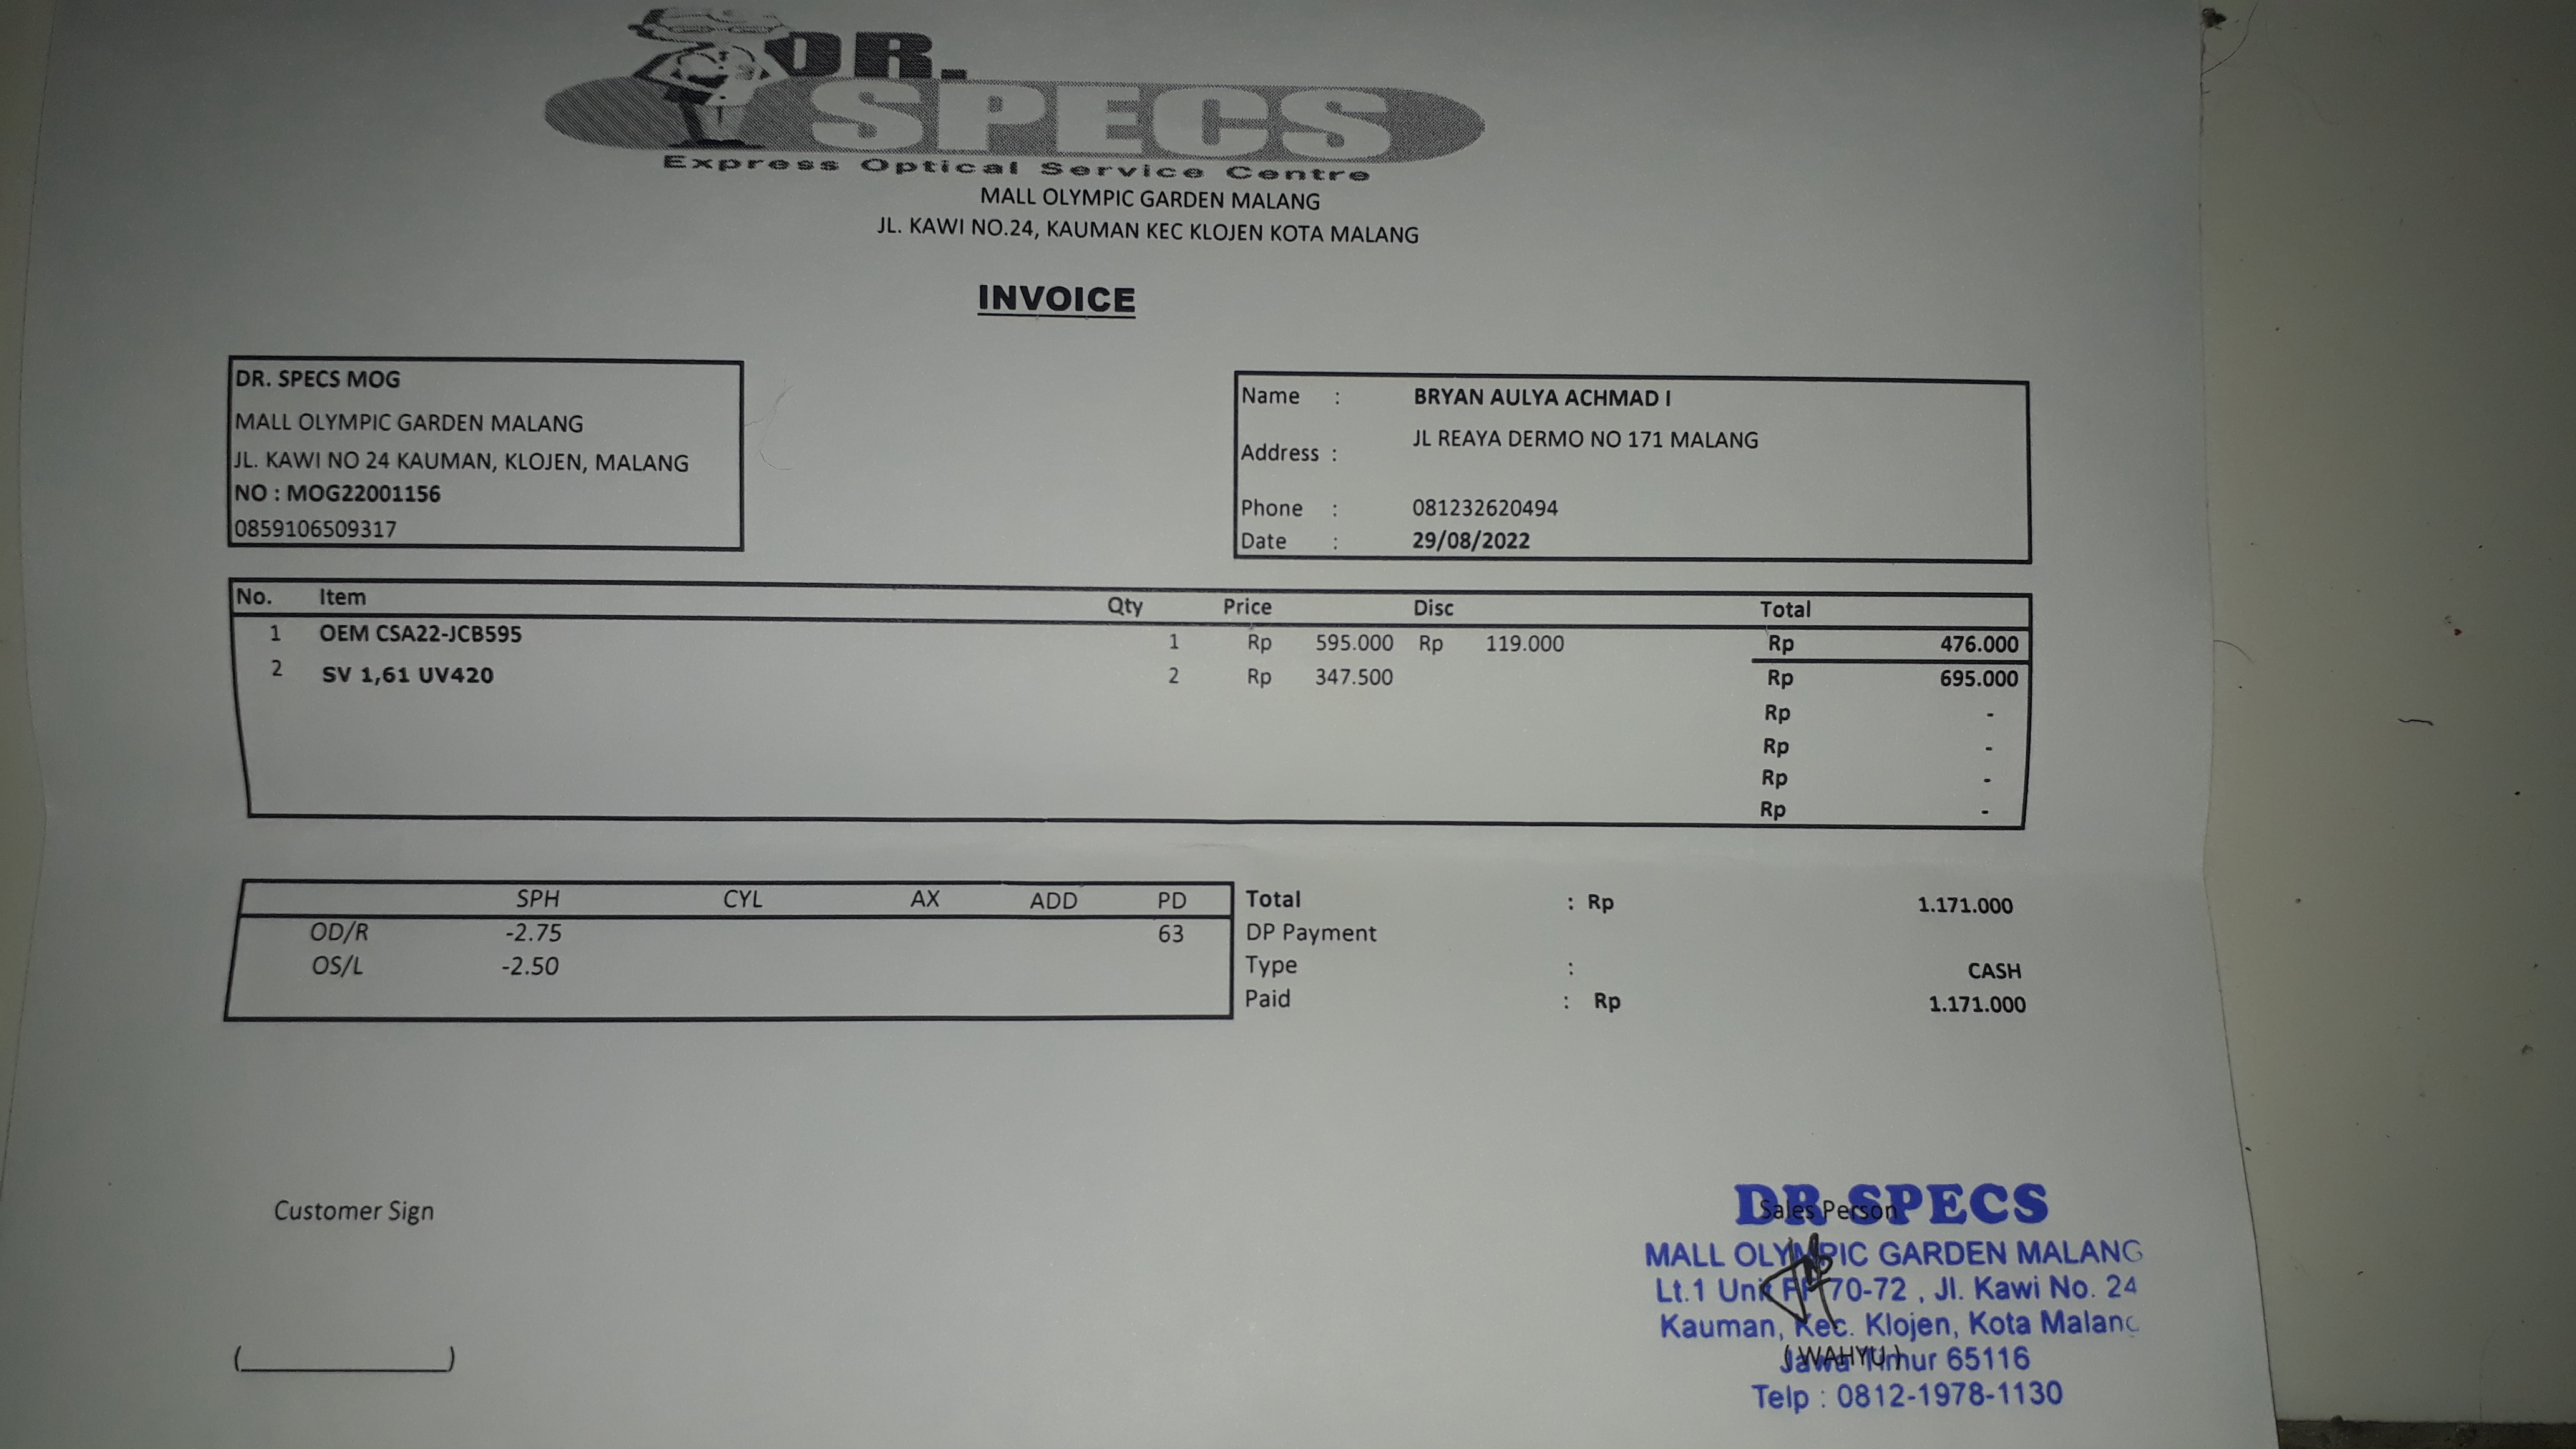 DR. SPECS
Express Optical Service Centre
MALL OLYMPIC GARDEN MALANG
JL. KAWI NO.24, KAUMAN KEC KLOJEN KOTA MALANG
INVOICE
DR. SPECS MOG
MALL OLYMPIC GARDEN MALANG
JL. KAWI NO 24 KAUMAN, KLOJEN, MALANG
NO : MOG22001156
0859106509317
Name : BRYAN AULYA ACHMAD I
Address : JL REAYA DERMO NO 171 MALANG
Phone : 081232620494
Date : 29/08/2022
No. Item Qty Price Disc Total
1 OEM CSA22-JCB595 1 Rp 595.000 Rp 119.000 Rp 476.000
2 SV 1,61 UV420 2 Rp 347.500 Rp 695.000
Rp -
Rp -
Rp -
Rp -
SPH CYL AX ADD PD
OD/R -2.75 63
OS/L -2.50
Total : Rp 1.171.000
DP Payment
Type : CASH
Paid : Rp 1.171.000
Customer Sign
Sales Person
DR SPECS
MALL OLYMPIC GARDEN MALANG
Lt.1 Unit 70-72, Jl. Kawi No. 24
Kauman, Kec. Klojen, Kota Malang
65116
WAHYU
Telp : 0812-1978-1130
(
)